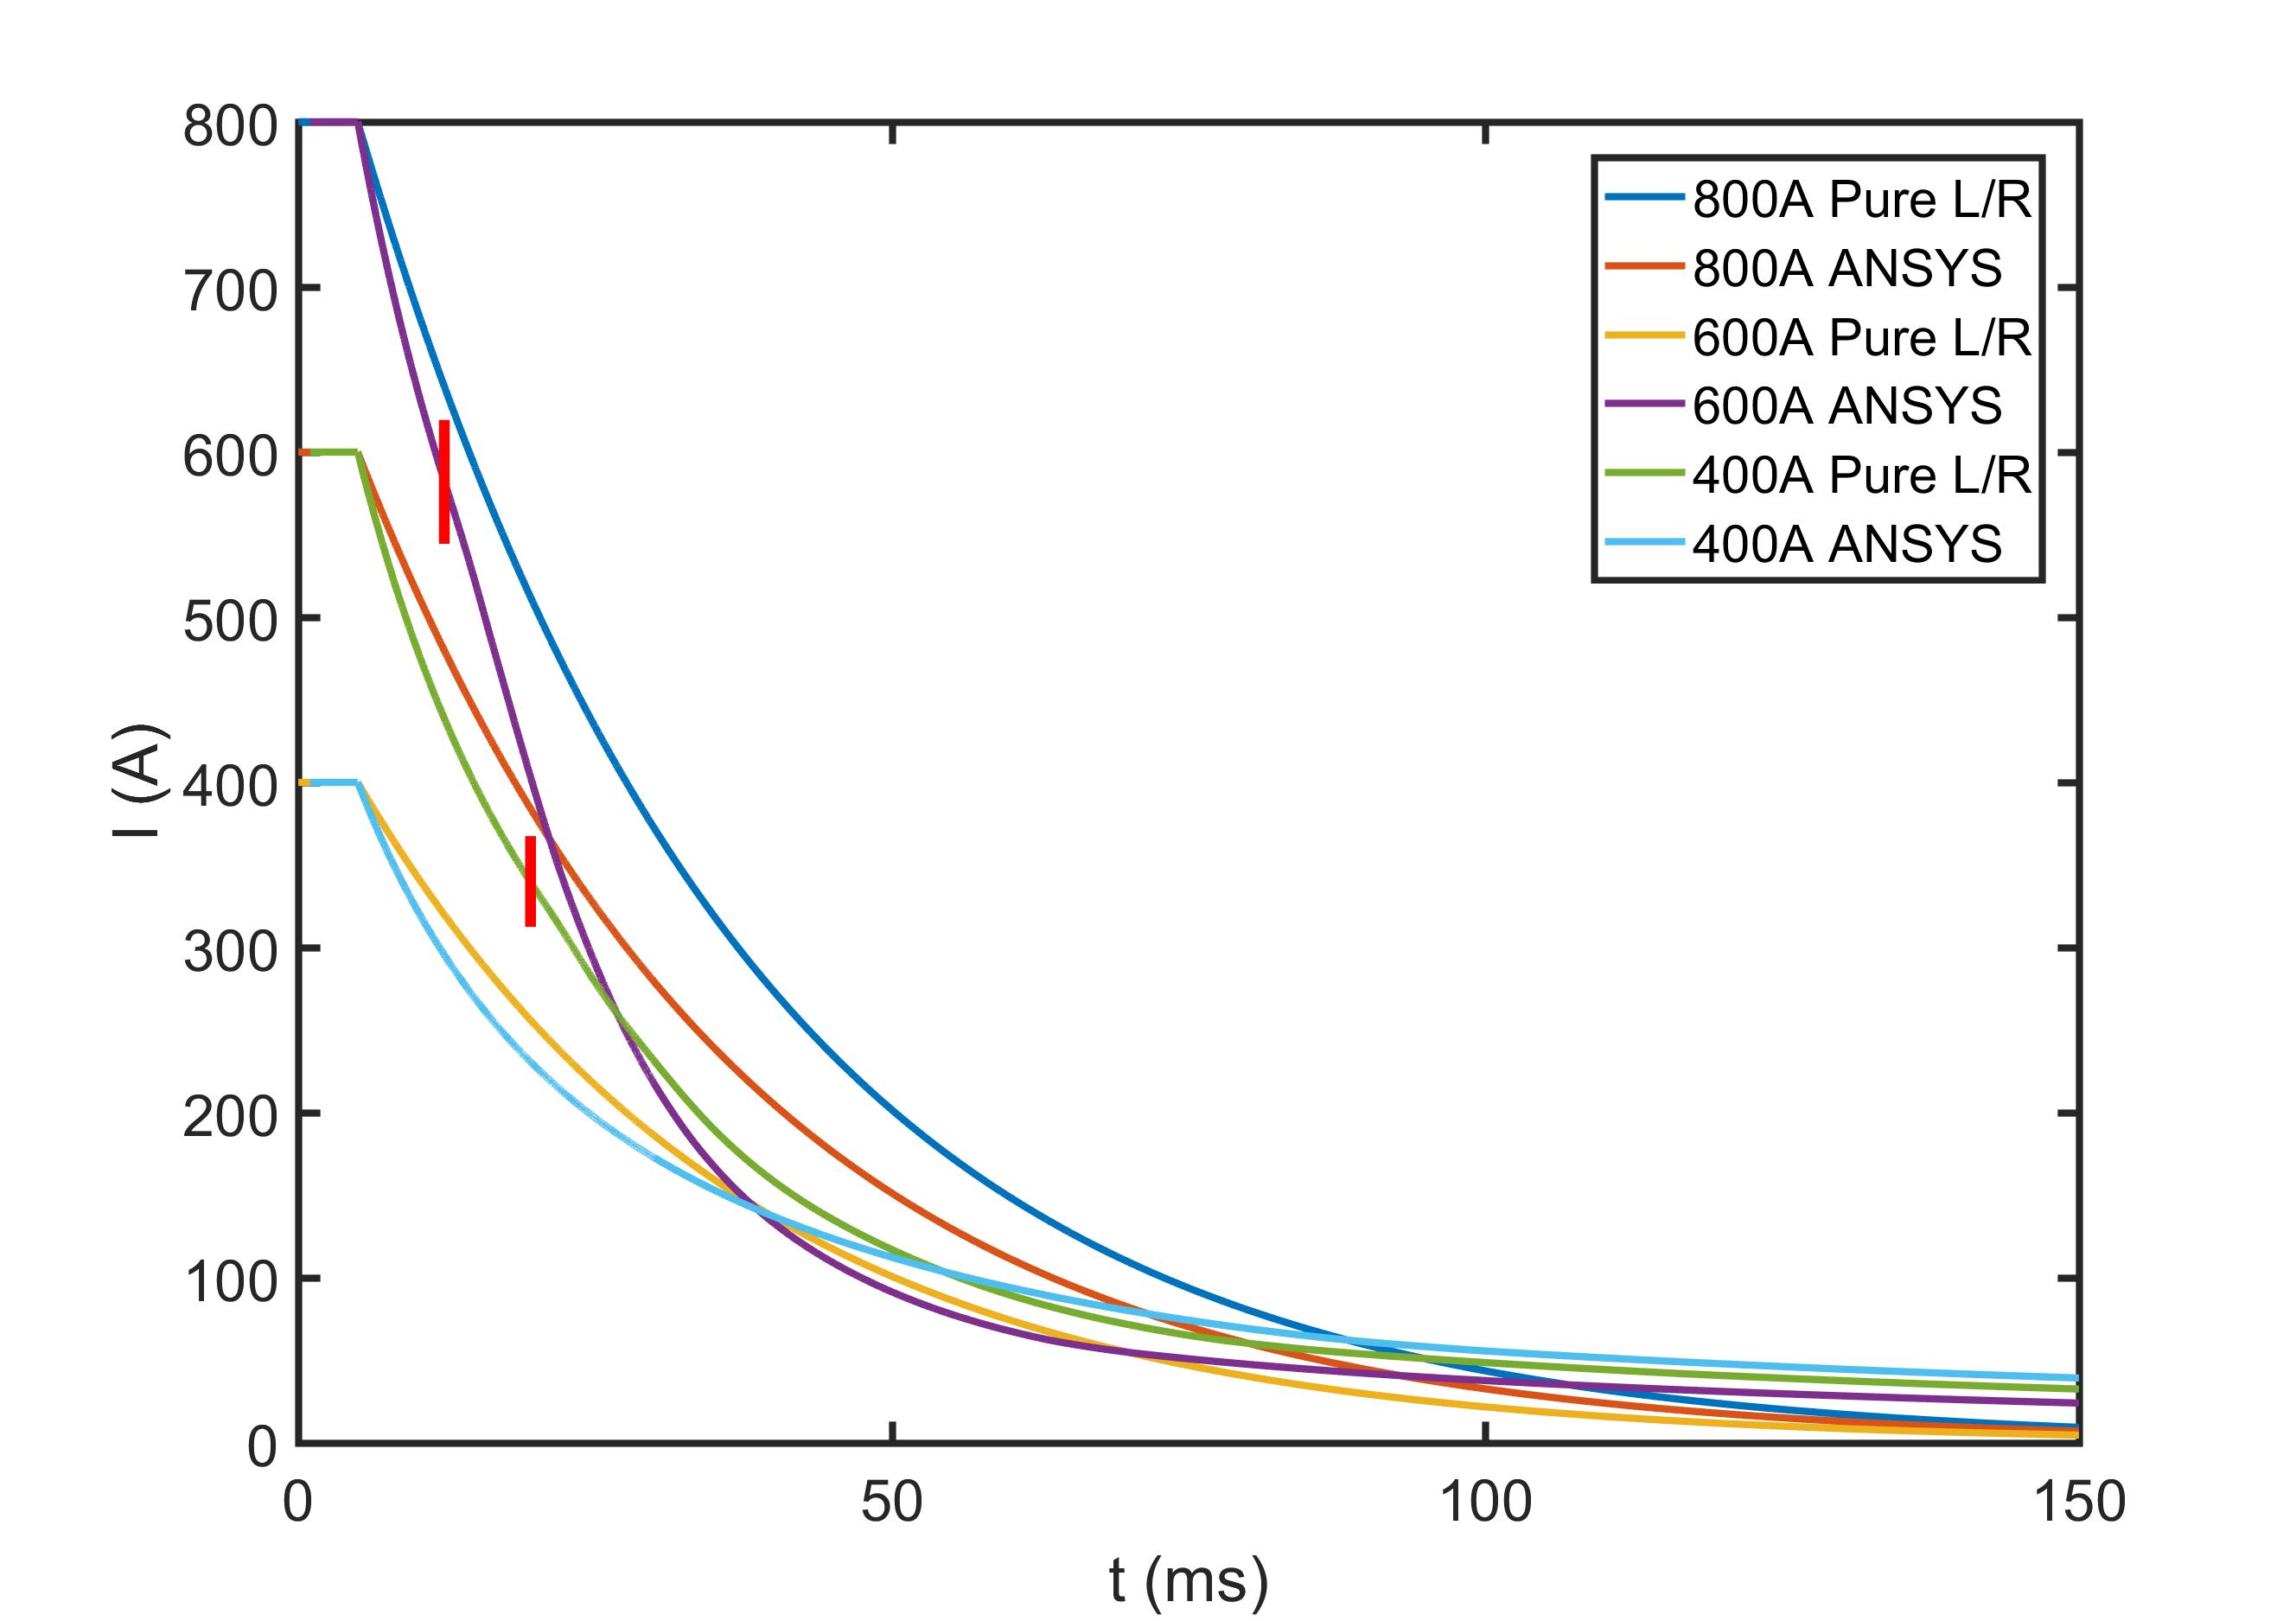 800
700
600
500
400
300
200
100
0
I (A)
0 50 100 150
t (ms)
800A Pure L/R
800A ANSYS
600A Pure L/R
600A ANSYS
400A Pure L/R
400A ANSYS